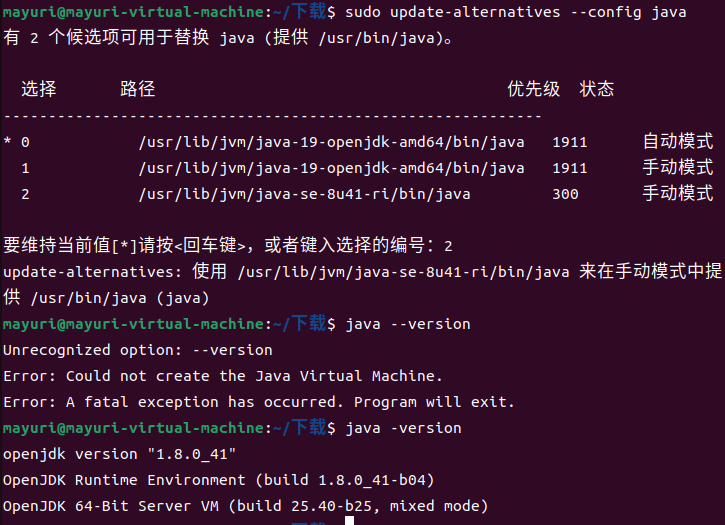 mayuri@mayuri-virtual-machine:~/下载$ sudo update-alternatives --config java
有 2 个候选项可用于替换 java (提供 /usr/bin/java)。
选择 路径 优先级 状态
------------------------------------------------------------
* 0 /usr/lib/jvm/java-19-openjdk-amd64/bin/java 1911 自动模式
1 /usr/lib/jvm/java-19-openjdk-amd64/bin/java 1911 手动模式
2 /usr/lib/jvm/java-se-8u41-ri/bin/java 300 手动模式
要维持当前值[*]请按<回车键>，或者键入选择的编号：2
update-alternatives: 使用 /usr/lib/jvm/java-se-8u41-ri/bin/java 来在手动模式中提
供 /usr/bin/java (java)
mayuri@mayuri-virtual-machine:~/下载$ java --version
Unrecognized option: --version
Error: Could not create the Java Virtual Machine.
Error: A fatal exception has occurred. Program will exit.
mayuri@mayuri-virtual-machine:~/下载$ java -version
openjdk version "1.8.0_41"
OpenJDK Runtime Environment (build 1.8.0_41-b04)
OpenJDK 64-Bit Server VM (build 25.40-b25, mixed mode)